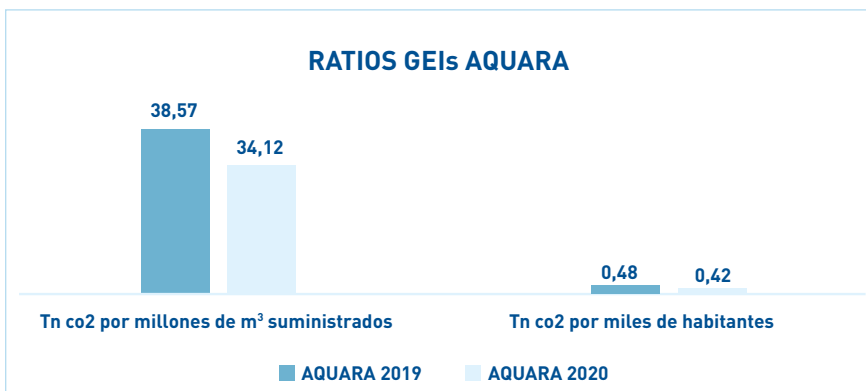 RATIOS GEIs AQUARA
38,57
34,12
0,48
0,42
Tn co2 por millones de m³ suministrados
Tn co2 por miles de habitantes
AQUARA 2019
AQUARA 2020